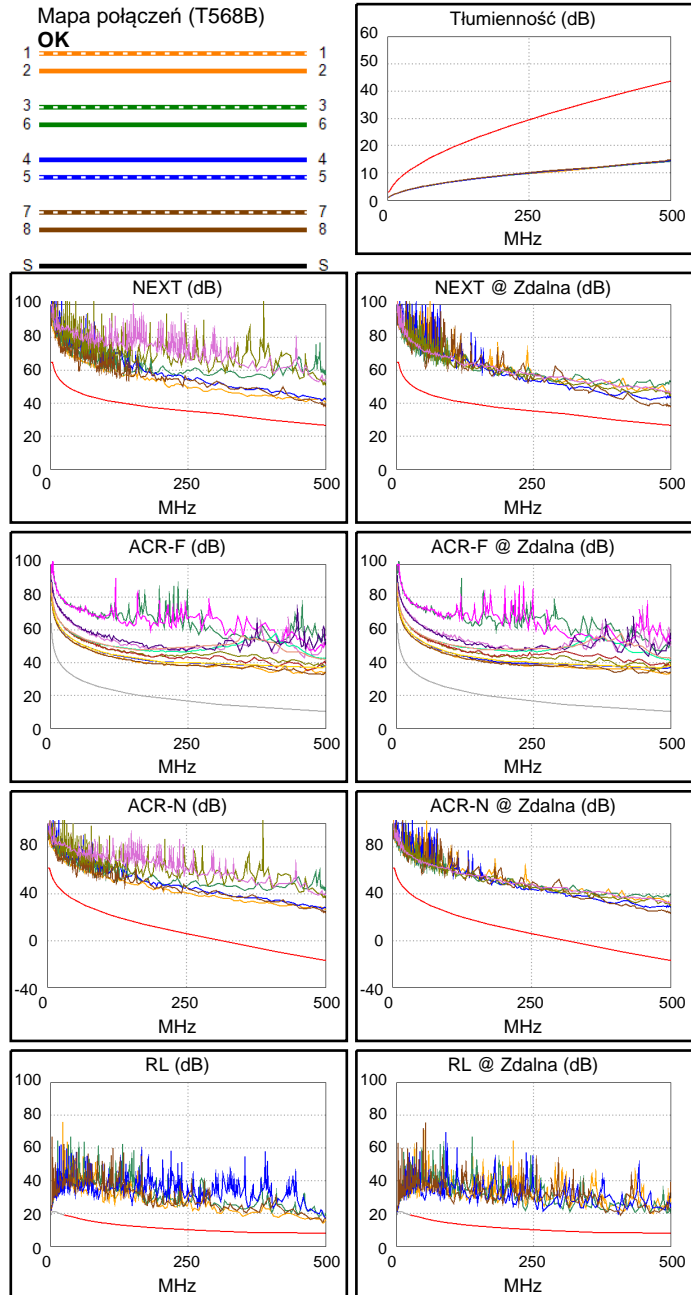 Mapa połączeń (T568B)
OK
1 1
2 2
3 3
6 6
4 4
5 5
7 7
8 8
S S
Tłumienność (dB)
60
50
40
30
20
10
0
0 250 500
MHz
NEXT (dB)
100
80
60
40
20
0
0 250 500
MHz
NEXT @ Zdalna (dB)
100
80
60
40
20
0
0 250 500
MHz
ACR-F (dB)
100
80
60
40
20
0
0 250 500
MHz
ACR-F @ Zdalna (dB)
100
80
60
40
20
0
0 250 500
MHz
ACR-N (dB)
80
40
0
-40
0 250 500
MHz
ACR-N @ Zdalna (dB)
80
40
0
-40
0 250 500
MHz
RL (dB)
100
80
60
40
20
0
0 250 500
MHz
RL @ Zdalna (dB)
100
80
60
40
20
0
0 250 500
MHz